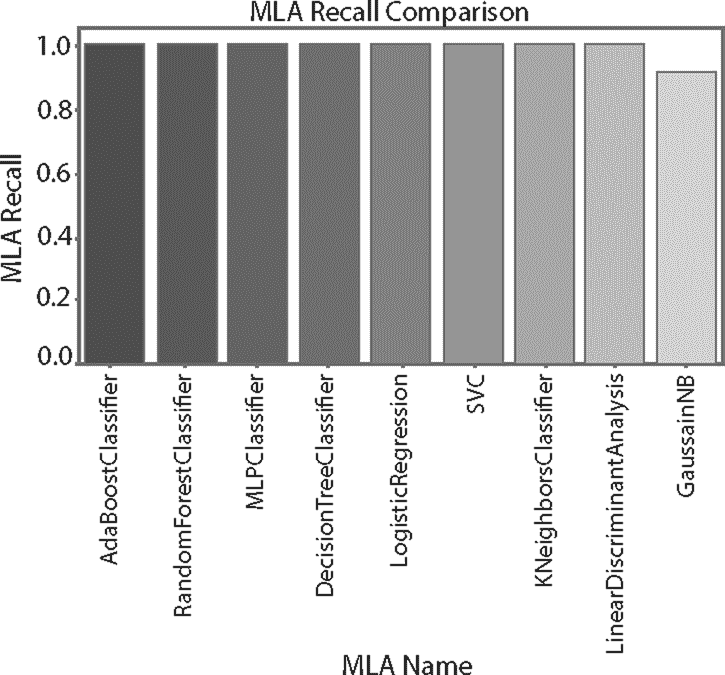 MLA Recall Comparison
1.0
0.8
0.6
0.4
0.2
0.0
MLA Recall
AdaBoostClassifier
RandomForestClassifier
MLPClassifier
DecisionTreeClassifier
LogisticRegression
SVC
KNeighborsClassifier
LinearDiscriminantAnalysis
GaussainNB
MLA Name